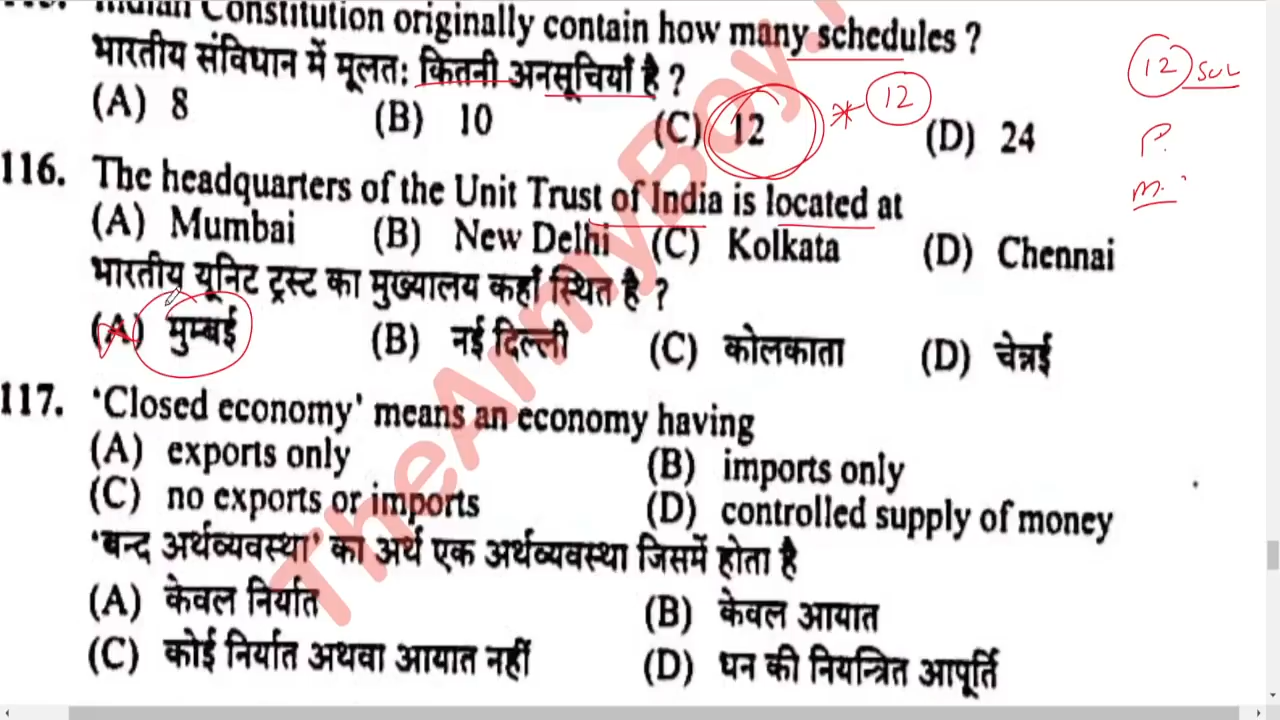 Indian Constitution originally contain how many schedules ?
भारतीय संविधान में मूलतः कितनी अनसूचियाँ है ?
(A) 8 (B) 10 (C) 12 (D) 24
* 12
12 SCL
P.
m.
116. The headquarters of the Unit Trust of India is located at
(A) Mumbai (B) New Delhi (C) Kolkata (D) Chennai
भारतीय यूनिट ट्रस्ट का मुख्यालय कहाँ स्थित है ?
(A) मुम्बई (B) नई दिल्ली (C) कोलकाता (D) चेन्नई
117. 'Closed economy' means an economy having
(A) exports only (B) imports only
(C) no exports or imports (D) controlled supply of money
'बन्द अर्थव्यवस्था' का अर्थ एक अर्थव्यवस्था जिसमें होता है
(A) केवल निर्यात (B) केवल आयात
(C) कोई निर्यात अथवा आयात नहीं (D) धन की नियन्त्रित आपूर्ति
TheArmyBoy.